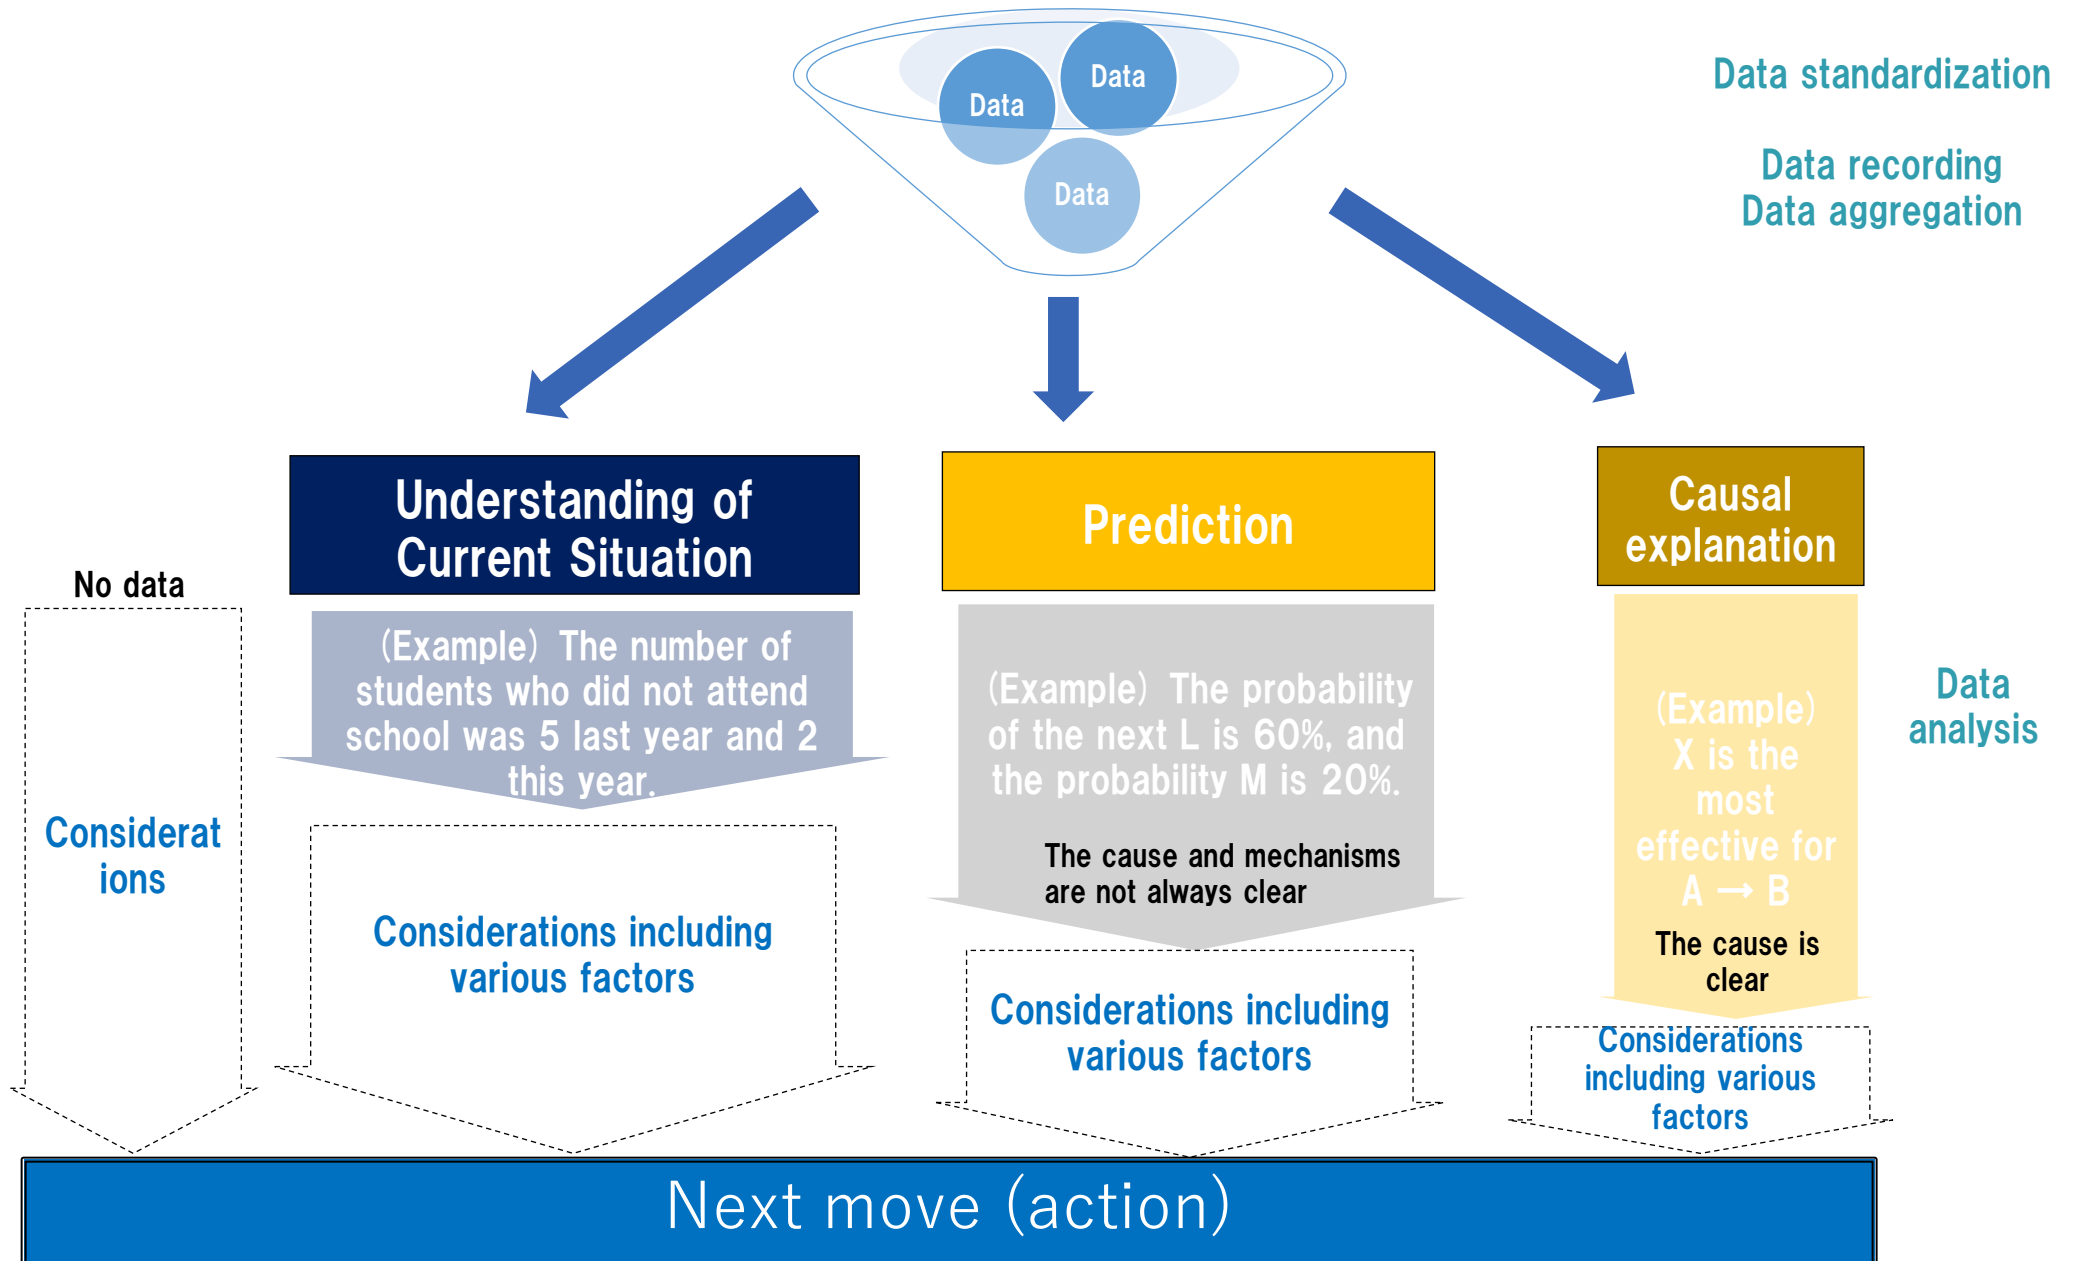 Data
Data
Data
Data standardization
Data recording
Data aggregation
Understanding of
Current Situation
Prediction
Causal
explanation
No data
Considerat
ions
(Example) The number of
students who did not attend
school was 5 last year and 2
this year.
Considerations including
various factors
(Example) The probability
of the next L is 60%, and
the probability M is 20%.
The cause and mechanisms
are not always clear
Considerations including
various factors
(Example)
X is the
most
effective for
A → B
The cause is
clear
Considerations
including various
factors
Data
analysis
Next move (action)